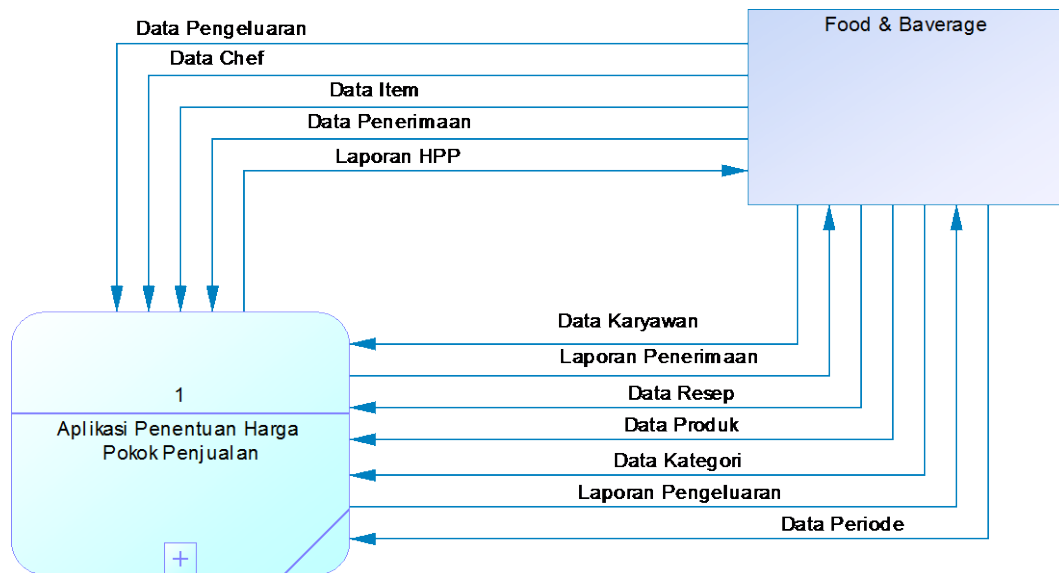 Data Pengeluaran
Food & Baverage
Data Chef
Data Item
Data Penerimaan
Laporan HPP
Data Karyawan
Laporan Penerimaan
1
Data Resep
Aplikasi Penentuan Harga
Pokok Penjualan
Data Produk
Data Kategori
Laporan Pengeluaran
Data Periode